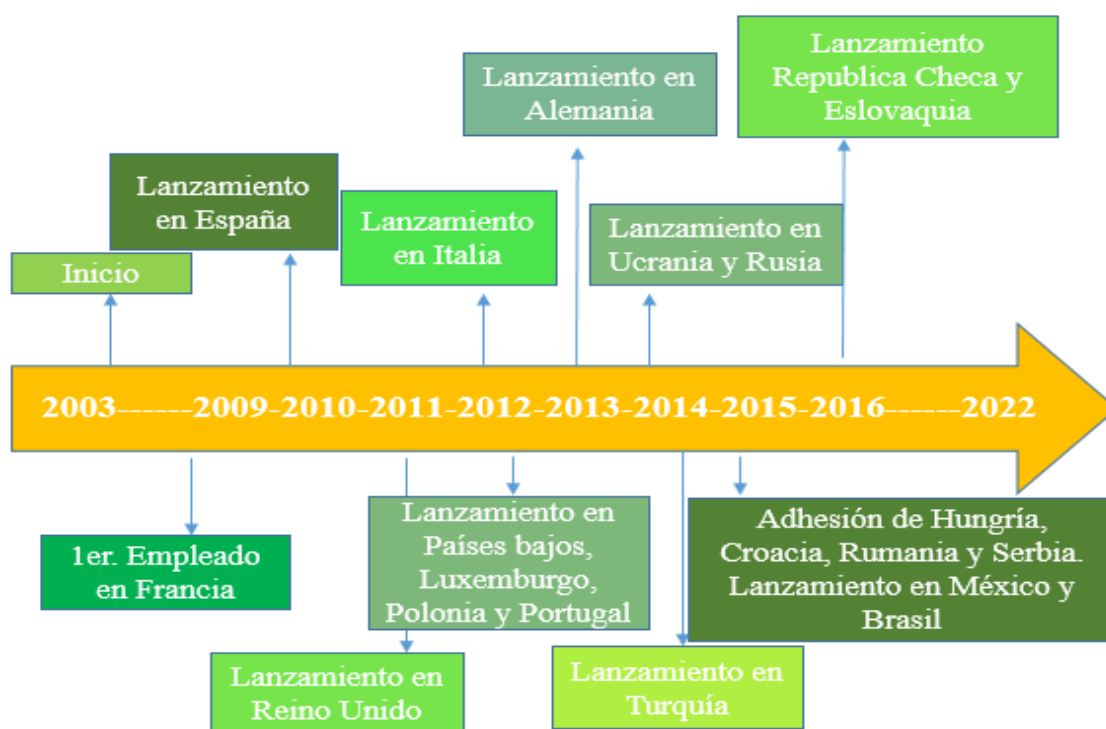 Lanzamiento
Republica Checa y
Eslovaquia
Lanzamiento en
Alemania
Lanzamiento
en España
Lanzamiento
en Italia
Lanzamiento en
Ucrania y Rusia
Inicio
2003------2009-2010-2011-2012-2013-2014-2015-2016------2022
1er. Empleado
en Francia
Lanzamiento en
Países bajos,
Luxemburgo,
Polonia y Portugal
Adhesión de Hungría,
Croacia, Rumania y Serbia.
Lanzamiento en México y
Brasil
Lanzamiento en
Reino Unido
Lanzamiento en
Turquía